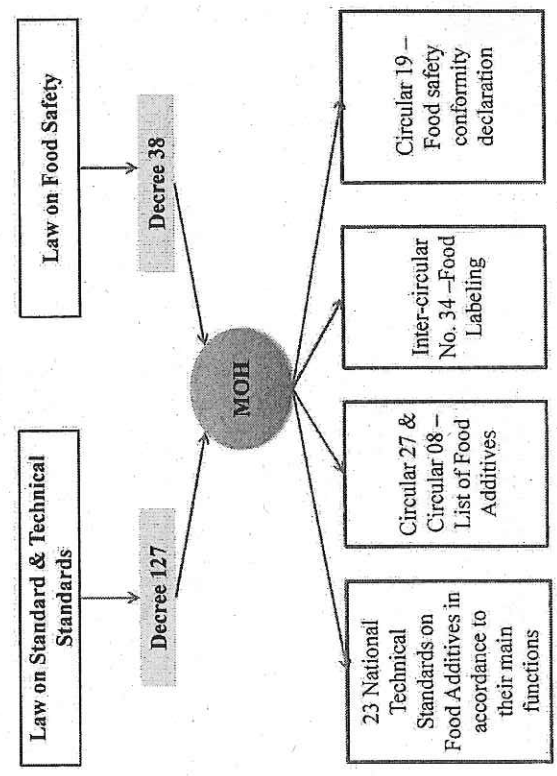 Law on Standard & Technical
Standards
Law on Food Safety
Decree 127
Decree 38
MOH
23 National
Technical
Standards on
Food Additives in
accordance to
their main
functions
Circular 27 &
Circular 08 –
List of Food
Additives
Inter-circular
No. 34 –Food
Labeling
Circular 19 –
Food safety
conformity
declaration